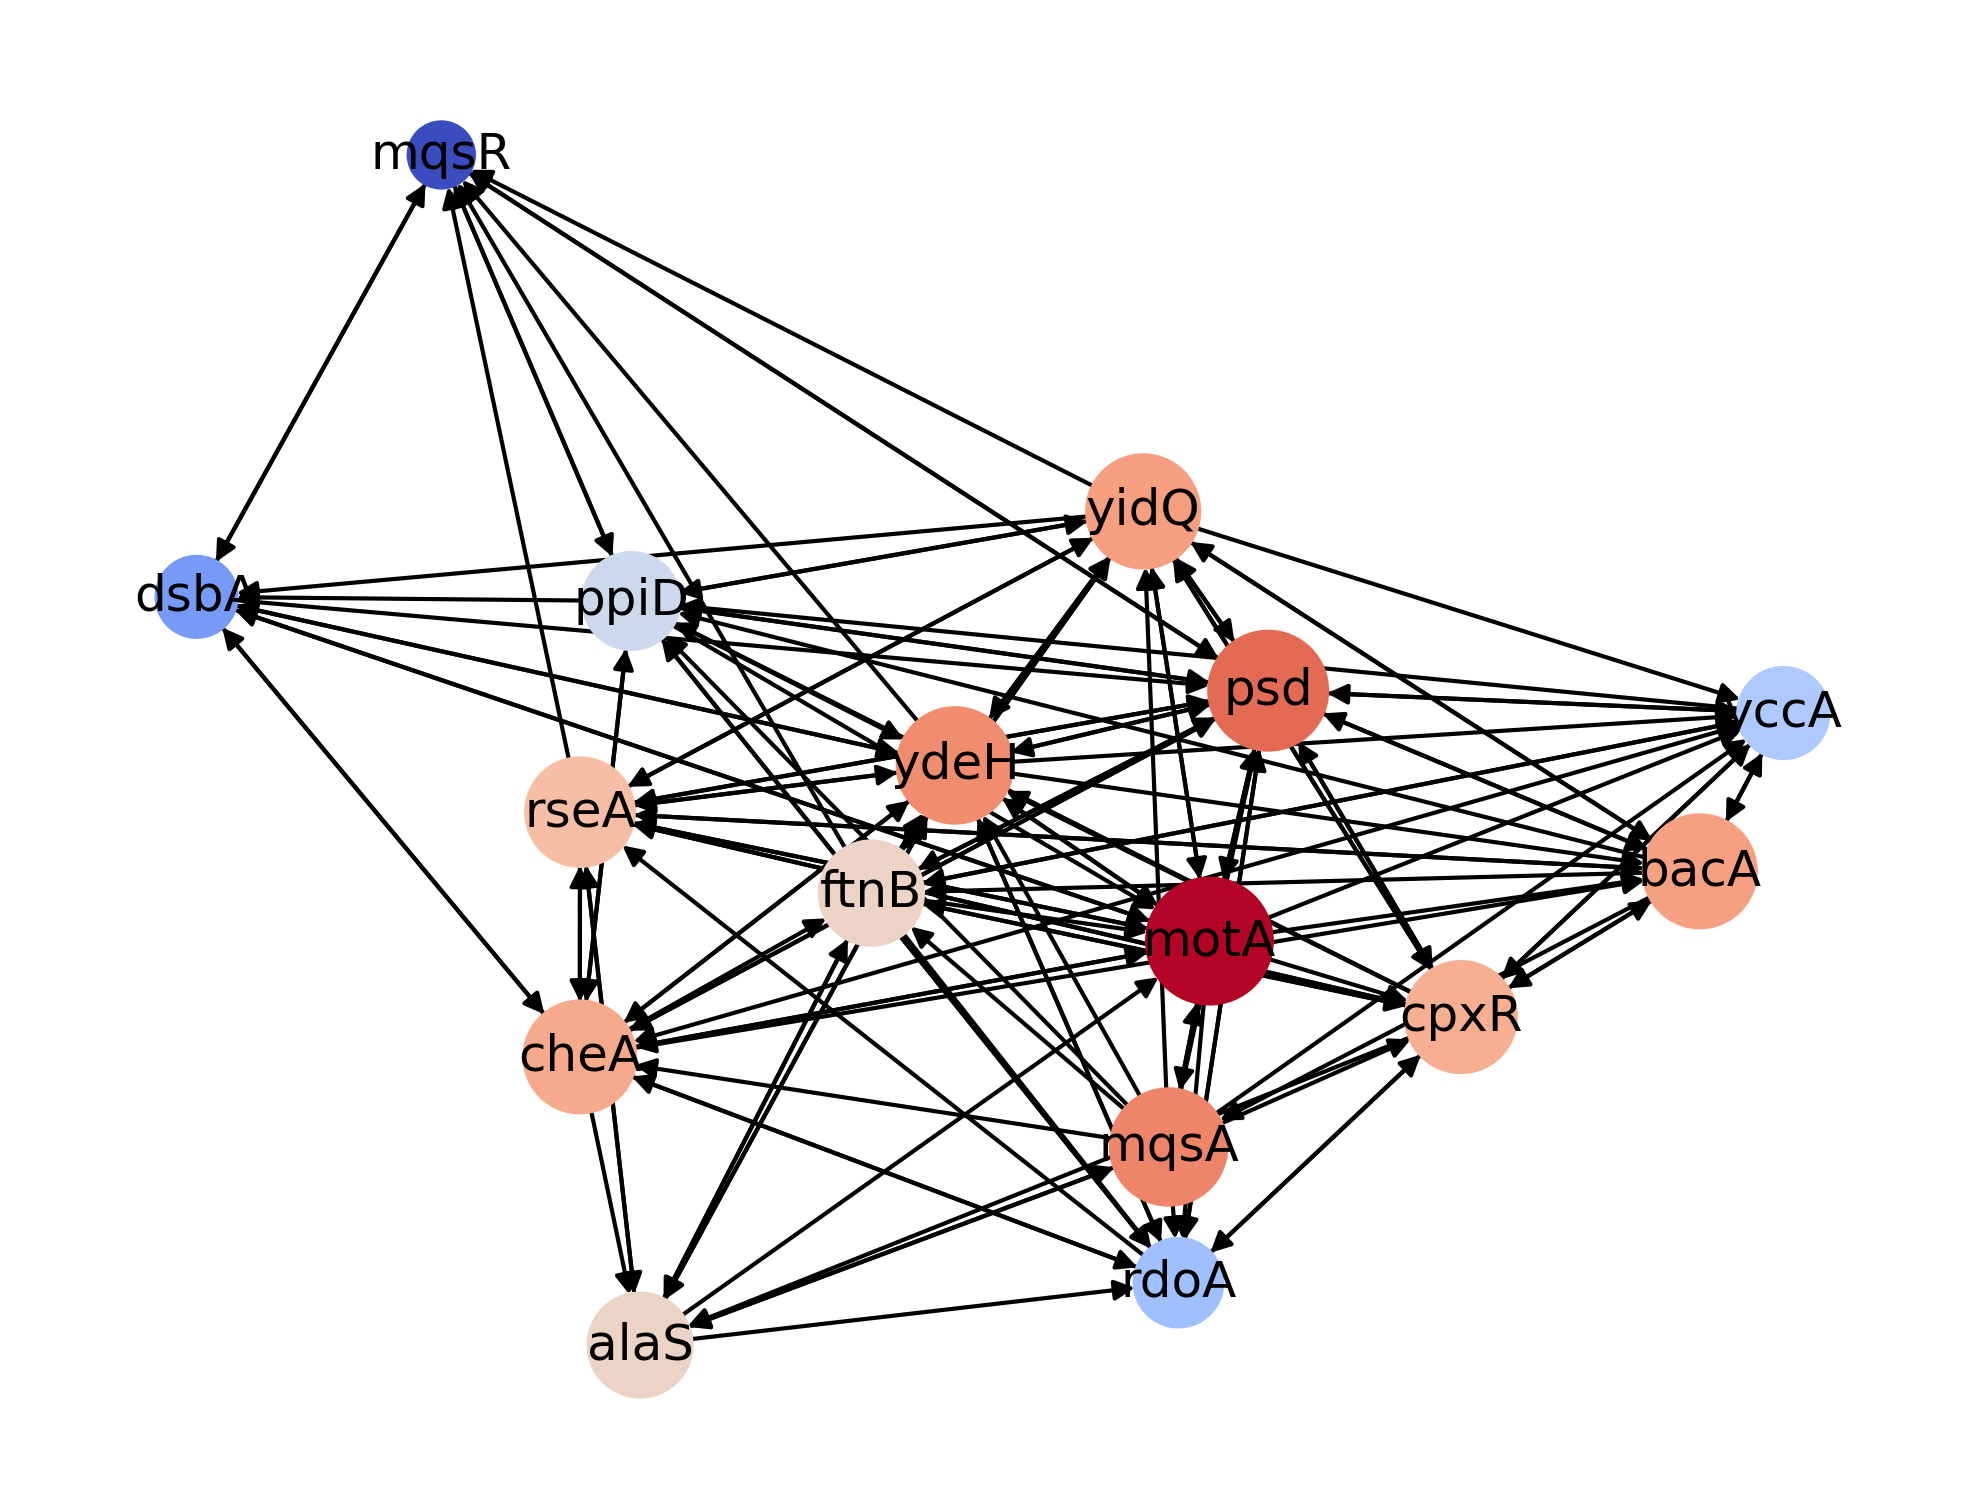 mqsR
yidQ
dsbA
ppiD
psd
yccA
ydeH
rseA
bacA
ftnB
motA
cpxR
cheA
mqsA
rdoA
alaS